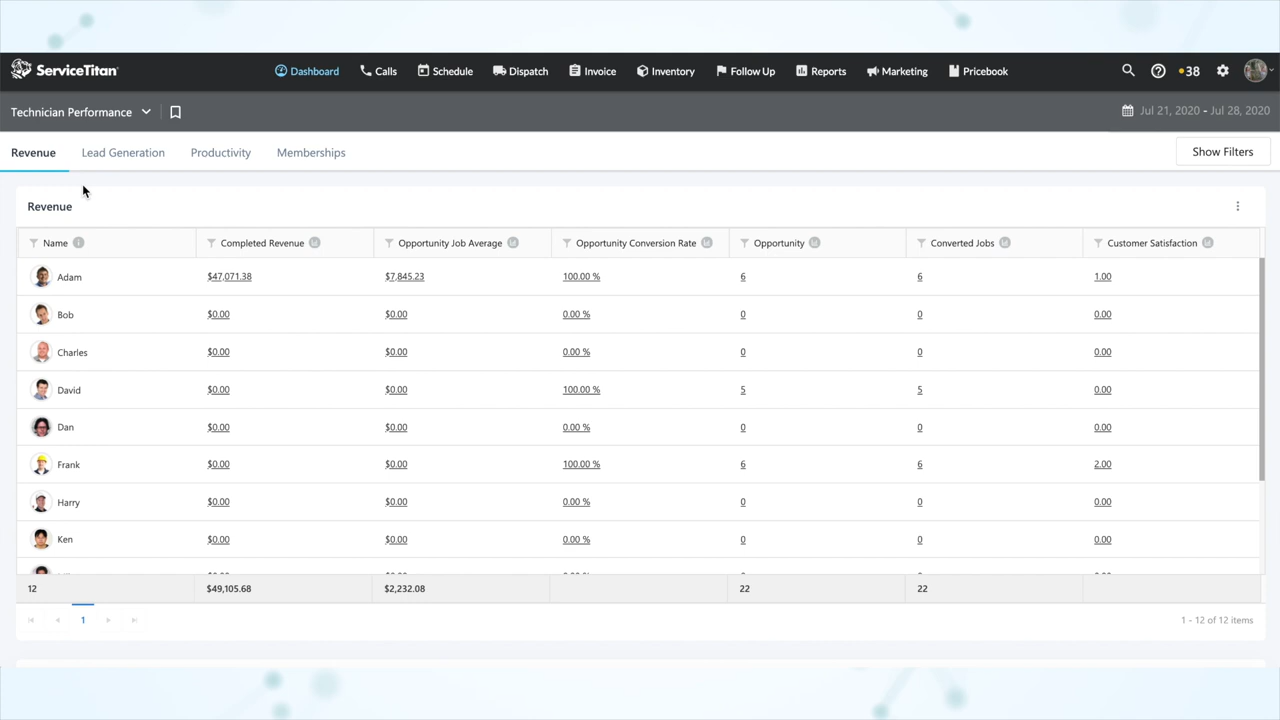 ServiceTitan Dashboard Calls Schedule Dispatch Invoice Inventory Follow Up Reports Marketing Pricebook 38
Technician Performance Jul 21, 2020 - Jul 28, 2020
Revenue Lead Generation Productivity Memberships Show Filters
Revenue
Name Completed Revenue Opportunity Job Average Opportunity Conversion Rate Opportunity Converted Jobs Customer Satisfaction
Adam $47,071.38 $7,845.23 100.00 % 6 6 1.00
Bob $0.00 $0.00 0.00 % 0 0 0.00
Charles $0.00 $0.00 0.00 % 0 0 0.00
David $0.00 $0.00 100.00 % 5 5 0.00
Dan $0.00 $0.00 0.00 % 0 0 0.00
Frank $0.00 $0.00 100.00 % 6 6 2.00
Harry $0.00 $0.00 0.00 % 0 0 0.00
Ken $0.00 $0.00 0.00 % 0 0 0.00
12 $49,105.68 $2,232.08 22 22
1 1 - 12 of 12 items